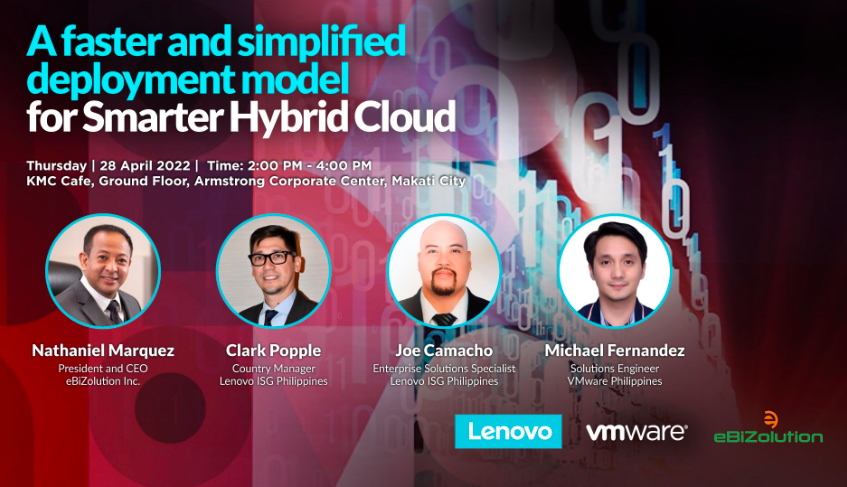 A faster and simplified
deployment model
for Smarter Hybrid Cloud
Thursday | 28 April 2022 | Time: 2:00 PM - 4:00 PM
KMC Cafe, Ground Floor, Armstrong Corporate Center, Makati City
Nathaniel Marquez
President and CEO
eBiZolution Inc.
Clark Popple
Country Manager
Lenovo ISG Philippines
Joe Camacho
Enterprise Solutions Specialist
Lenovo ISG Philippines
Michael Fernandez
Solutions Engineer
VMware Philippines
Lenovo
vmware®
eBiZolution